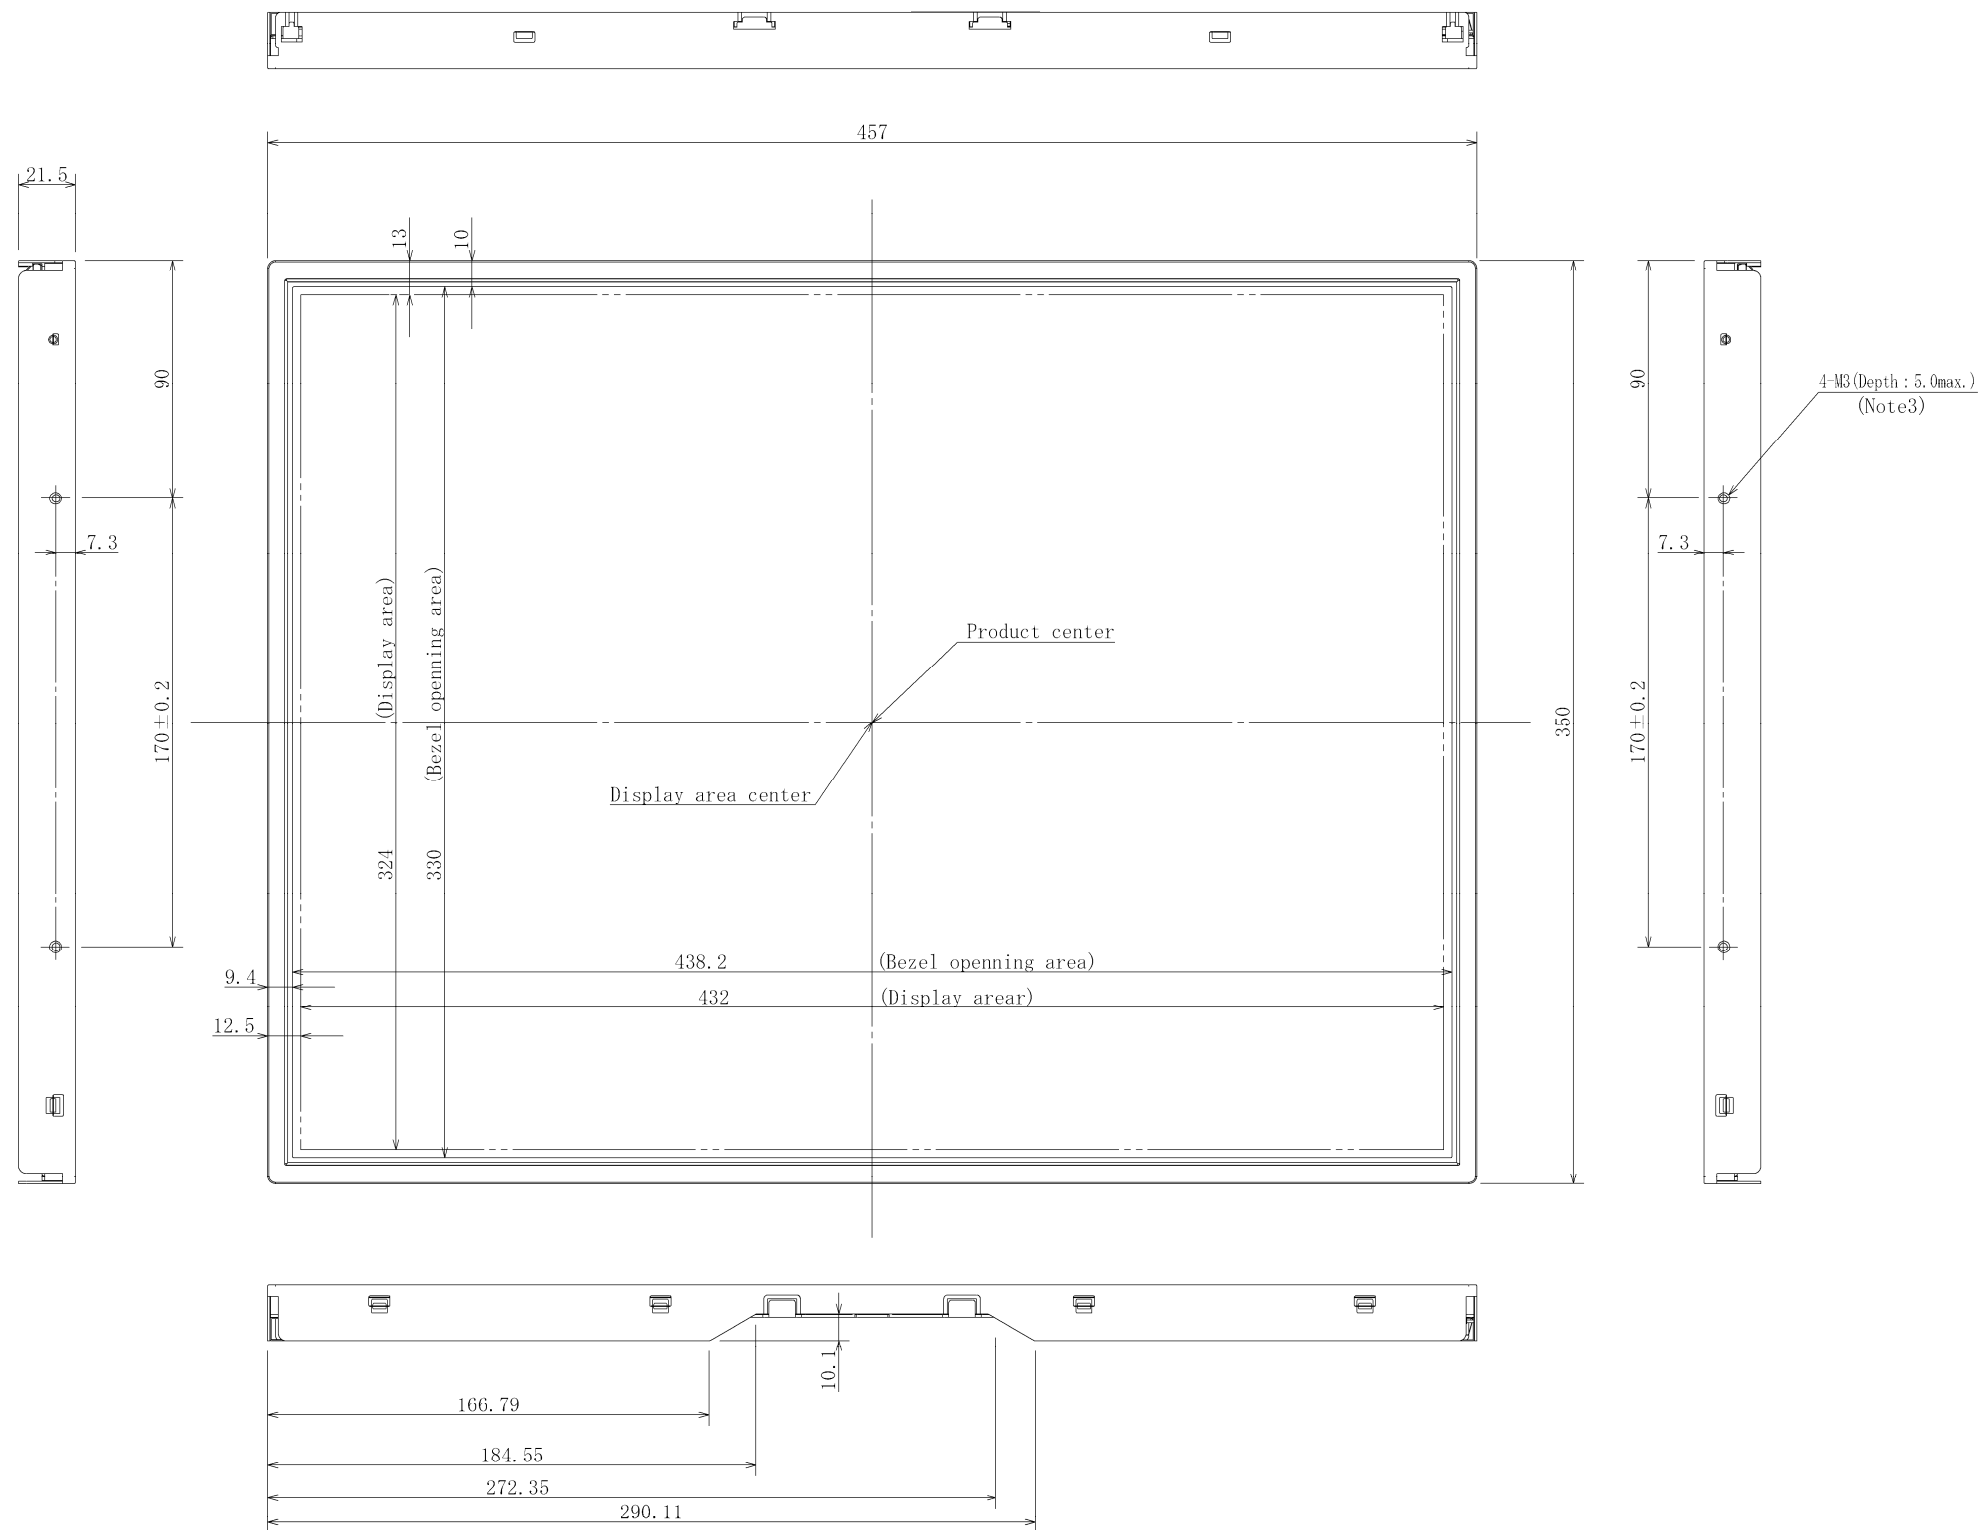 457
21.5
13
10
90
90
4-M3(Depth : 5.0max.)
(Note3)
7.3
7.3
(Display area)
(Bezel openning area)
Product center
170±0.2
350
170±0.2
Display area center
324
330
438.2 (Bezel openning area)
9.4
432 (Display arear)
12.5
10.1
166.79
184.55
272.35
290.11